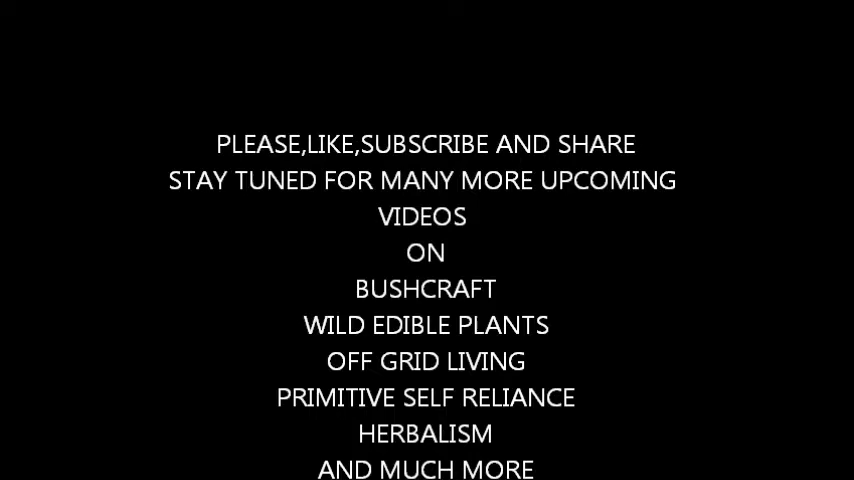 PLEASE,LIKE,SUBSCRIBE AND SHARE
STAY TUNED FOR MANY MORE UPCOMING
VIDEOS
ON
BUSHCRAFT
WILD EDIBLE PLANTS
OFF GRID LIVING
PRIMITIVE SELF RELIANCE
HERBALISM
AND MUCH MORE